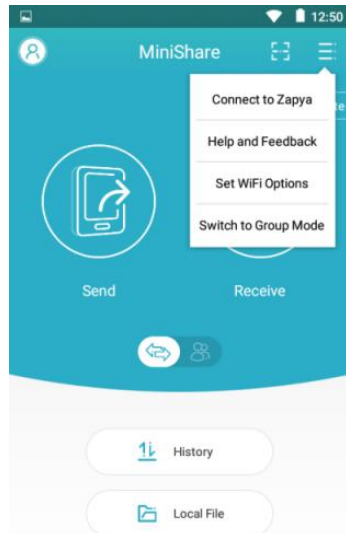 12:50
MiniShare
Connect to Zapya
te
Help and Feedback
Set WiFi Options
Switch to Group Mode
Send
Receive
History
Local File